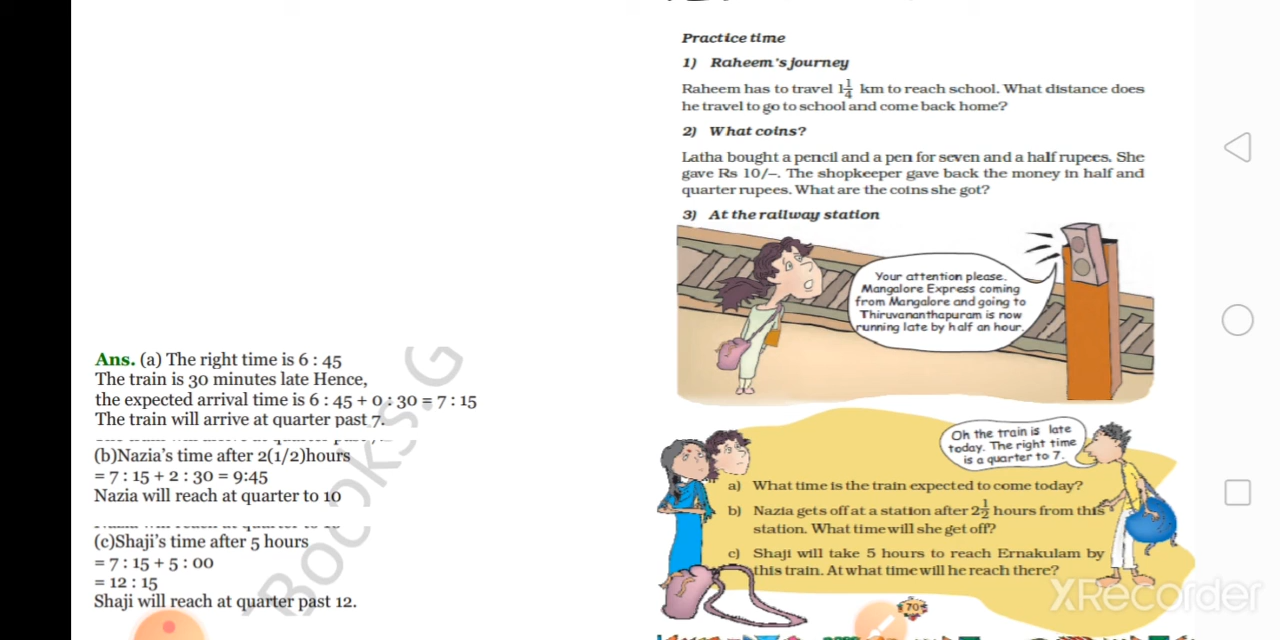 Ans. (a) The right time is 6 : 45
The train is 30 minutes late Hence,
the expected arrival time is 6 : 45 + 0 : 30 = 7 : 15
The train will arrive at quarter past 7.
(b)Nazia's time after 2(1/2)hours
= 7 : 15 + 2 : 30 = 9:45
Nazia will reach at quarter to 10
(c)Shaji's time after 5 hours
= 7 : 15 + 5 : 00
= 12 : 15
Shaji will reach at quarter past 12.
Books.G
Practice time
1) Raheem's journey
Raheem has to travel 1 1/4 km to reach school. What distance does
he travel to go to school and come back home?
2) What coins?
Latha bought a pencil and a pen for seven and a half rupees. She
gave Rs 10/–. The shopkeeper gave back the money in half and
quarter rupees. What are the coins she got?
3) At the railway station
Your attention please.
Mangalore Express coming
from Mangalore and going to
Thiruvananthapuram is now
running late by half an hour.
Oh the train is late
today. The right time
is a quarter to 7.
a) What time is the train expected to come today?
b) Nazia gets off at a station after 2 1/2 hours from this
station. What time will she get off?
c) Shaji will take 5 hours to reach Ernakulam by
this train. At what time will he reach there?
70
XRecorder